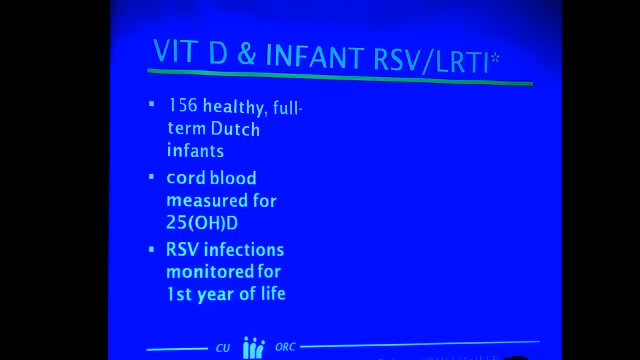 VIT D & INFANT RSV/LRTI*
▪ 156 healthy, full-
term Dutch
infants
▪ cord blood
measured for
25(OH)D
▪ RSV infections
monitored for
1st year of life
CU ORC